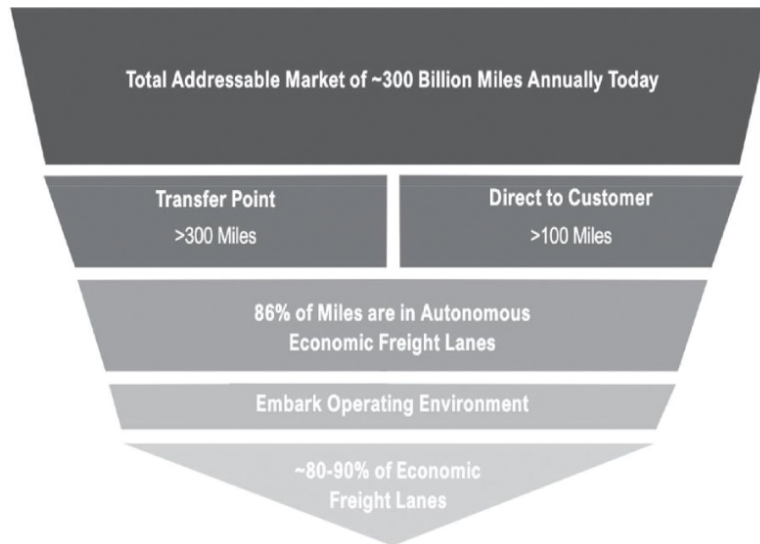 Total Addressable Market of ~300 Billion Miles Annually Today
Transfer Point
>300 Miles
Direct to Customer
>100 Miles
86% of Miles are in Autonomous
Economic Freight Lanes
Embark Operating Environment
~80-90% of Economic
Freight Lanes